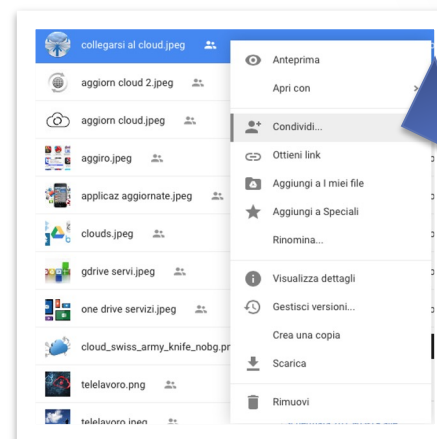 collegarsi al cloud.jpeg
aggiorn cloud 2.jpeg
aggiorn cloud.jpeg
aggiro.jpeg
applicaz aggiornate.jpeg
clouds.jpeg
gdrive servi.jpeg
one drive servizi.jpeg
cloud_swiss_army_knife_nobg.pr
telelavoro.png
telelavoro.jpeg
Anteprima
Apri con
Condividi...
Ottieni link
Aggiungi a I miei file
Aggiungi a Speciali
Rinomina...
Visualizza dettagli
Gestisci versioni...
Crea una copia
Scarica
Rimuovi